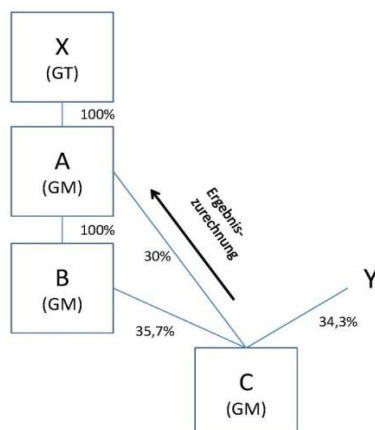 X
(GT)
100%
A
(GM)
100%
B
(GM)
Ergebnis-
zurechnung
30%
35,7%
Y
34,3%
C
(GM)